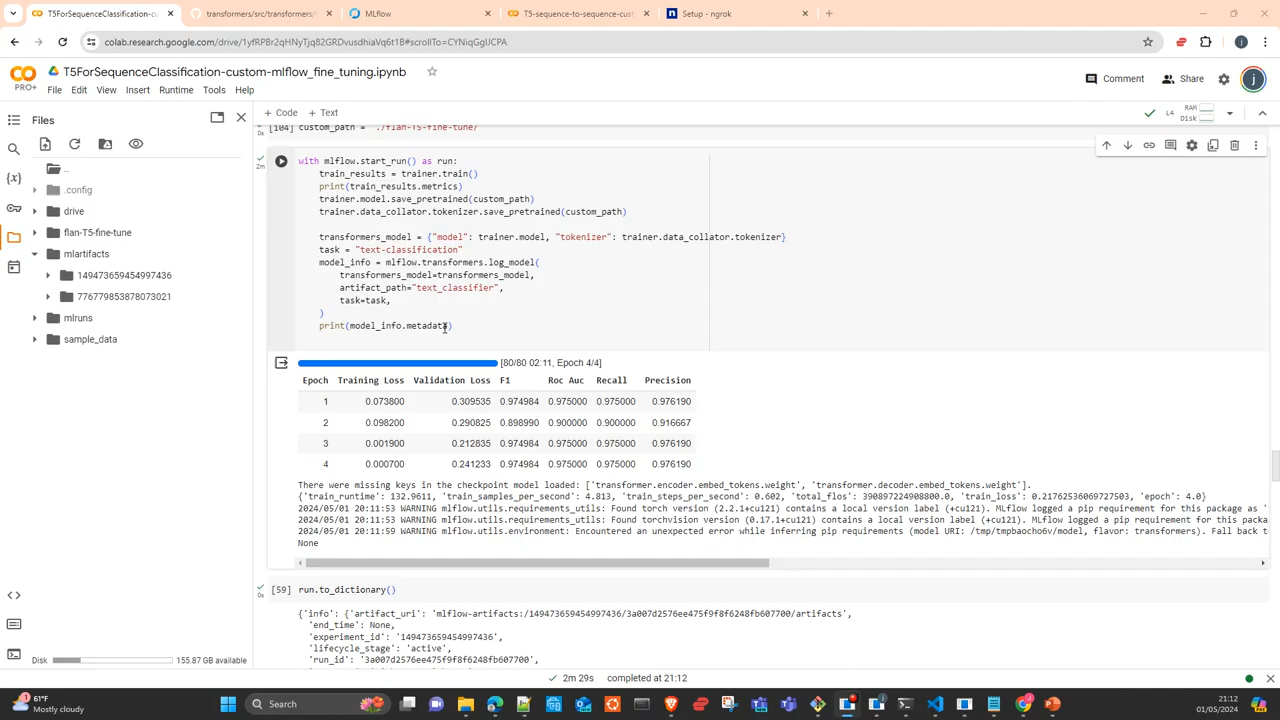 T5ForSequenceClassification-cu
transformers/src/transformers/
MLflow
T5-sequence-to-sequence-cust
Setup - ngrok
colab.research.google.com/drive/1yfRPBr2qHNyTjq82GRDvusdhiaVq6t1B#scrollTo=CYNiqGgIJCPA
T5ForSequenceClassification-custom-mlflow_fine_tuning.ipynb
PRO+
File Edit View Insert Runtime Tools Help
Comment
Share
Files
+ Code + Text
L4
RAM
Disk
..
.config
drive
flan-T5-fine-tune
mlartifacts
149473659454997436
776779853878073021
mlruns
sample_data
Disk 155.87 GB available
[104] custom_path = "./flan-T5-fine-tune/"
0s
2m
with mlflow.start_run() as run:
train_results = trainer.train()
print(train_results.metrics)
trainer.model.save_pretrained(custom_path)
trainer.data_collator.tokenizer.save_pretrained(custom_path)
transformers_model = {"model": trainer.model, "tokenizer": trainer.data_collator.tokenizer}
task = "text-classification"
model_info = mlflow.transformers.log_model(
transformers_model=transformers_model,
artifact_path="text_classifier",
task=task,
)
print(model_info.metadata)
[80/80 02:11, Epoch 4/4]
Epoch Training Loss Validation Loss F1 Roc Auc Recall Precision
1 0.073800 0.309535 0.974984 0.975000 0.975000 0.976190
2 0.098200 0.290825 0.898990 0.900000 0.900000 0.916667
3 0.001900 0.212835 0.974984 0.975000 0.975000 0.976190
4 0.000700 0.241233 0.974984 0.975000 0.975000 0.976190
There were missing keys in the checkpoint model loaded: ['transformer.encoder.embed_tokens.weight', 'transformer.decoder.embed_tokens.weight'].
{'train_runtime': 132.9611, 'train_samples_per_second': 4.813, 'train_steps_per_second': 0.602, 'total_flos': 390897224908800.0, 'train_loss': 0.21762536069727503, 'epoch': 4.0}
2024/05/01 20:11:53 WARNING mlflow.utils.requirements_utils: Found torch version (2.2.1+cu121) contains a local version label (+cu121). MLflow logged a pip requirement for this package as '
2024/05/01 20:11:53 WARNING mlflow.utils.requirements_utils: Found torchvision version (0.17.1+cu121) contains a local version label (+cu121). MLflow logged a pip requirement for this packa
2024/05/01 20:11:59 WARNING mlflow.utils.environment: Encountered an unexpected error while inferring pip requirements (model URI: /tmp/tmpbaocho6v/model, flavor: transformers). Fall back t
None
[59] run.to_dictionary()
0s
{'info': {'artifact_uri': 'mlflow-artifacts:/149473659454997436/3a007d2576ee475f9f8f6248fb607700/artifacts',
'end_time': None,
'experiment_id': '149473659454997436',
'lifecycle_stage': 'active',
'run_id': '3a007d2576ee475f9f8f6248fb607700',
2m 29s completed at 21:12
61°F
Mostly cloudy
Search
21:12
01/05/2024